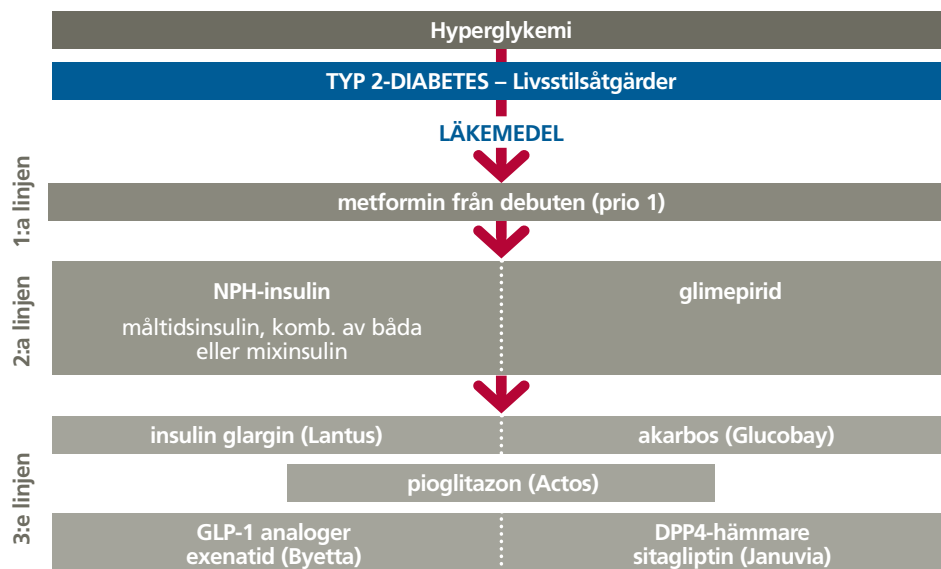 Hyperglykemi
TYP 2-DIABETES – Livsstilsåtgärder
LÄKEMEDEL
1:a linjen
metformin från debuten (prio 1)
2:a linjen
NPH-insulin
måltidsinsulin, komb. av båda
eller mixinsulin
glimepirid
3:e linjen
insulin glargin (Lantus)
akarbos (Glucobay)
pioglitazon (Actos)
GLP-1 analoger
exenatid (Byetta)
DPP4-hämmare
sitagliptin (Januvia)